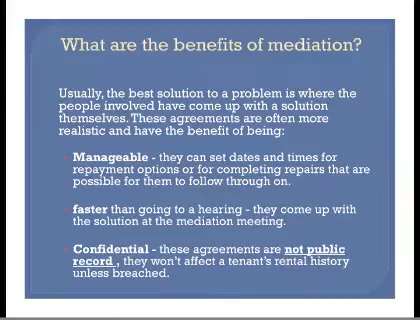 What are the benefits of mediation?
Usually, the best solution to a problem is where the
people involved have come up with a solution
themselves. These agreements are often more
realistic and have the benefit of being:
Manageable - they can set dates and times for
repayment options or for completing repairs that are
possible for them to follow through on.
faster than going to a hearing - they come up with
the solution at the mediation meeting.
Confidential - these agreements are not public
record , they won't affect a tenant's rental history
unless breached.